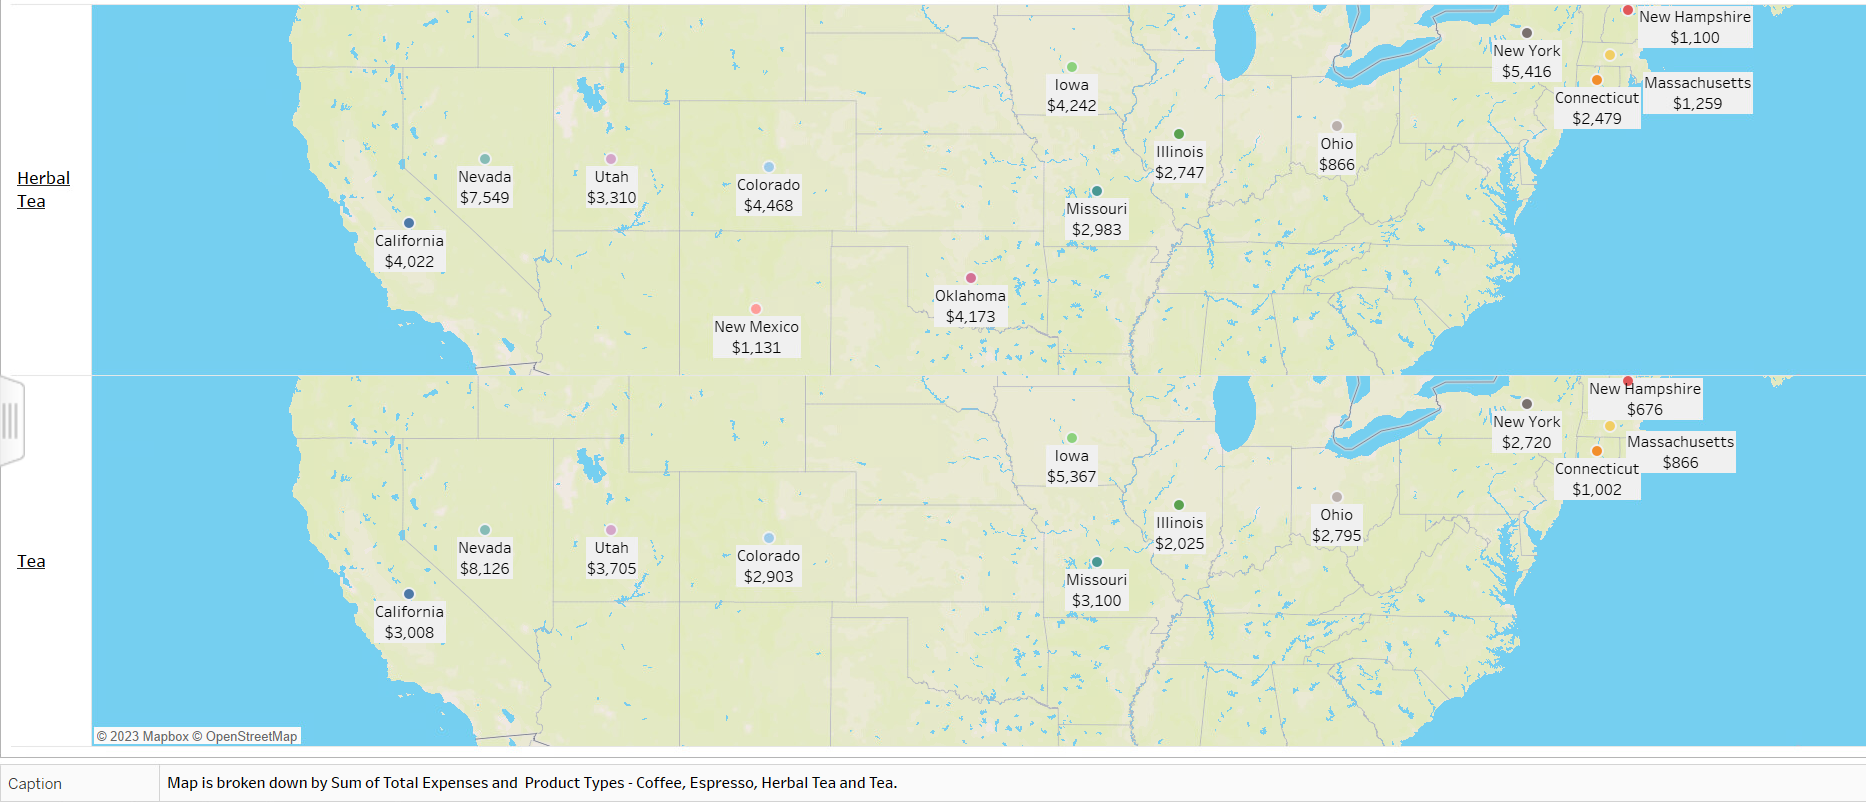 New Hampshire
$1,100
New York
$5,416
Iowa
$4,242
Massachusetts
$1,259
Connecticut
$2,479
Ohio
$866
Illinois
$2,747
Herbal
Tea
Nevada
$7,549
Utah
$3,310
Colorado
$4,468
Missouri
$2,983
California
$4,022
Oklahoma
$4,173
New Mexico
$1,131
New Hampshire
$676
New York
$2,720
Massachusetts
$866
Iowa
$5,367
Connecticut
$1,002
Ohio
$2,795
Illinois
$2,025
Tea
Nevada
$8,126
Utah
$3,705
Colorado
$2,903
Missouri
$3,100
California
$3,008
© 2023 Mapbox © OpenStreetMap
Caption
Map is broken down by Sum of Total Expenses and Product Types - Coffee, Espresso, Herbal Tea and Tea.